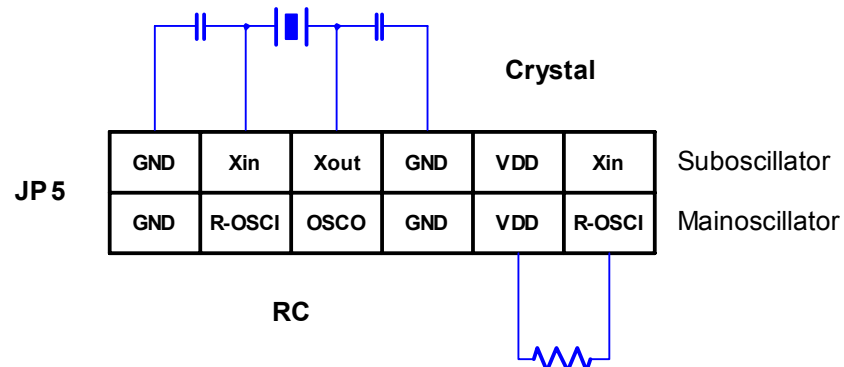 Crystal
GND Xin Xout GND VDD Xin Suboscillator
JP5
GND R-OSCI OSCO GND VDD R-OSCI Mainoscillator
RC